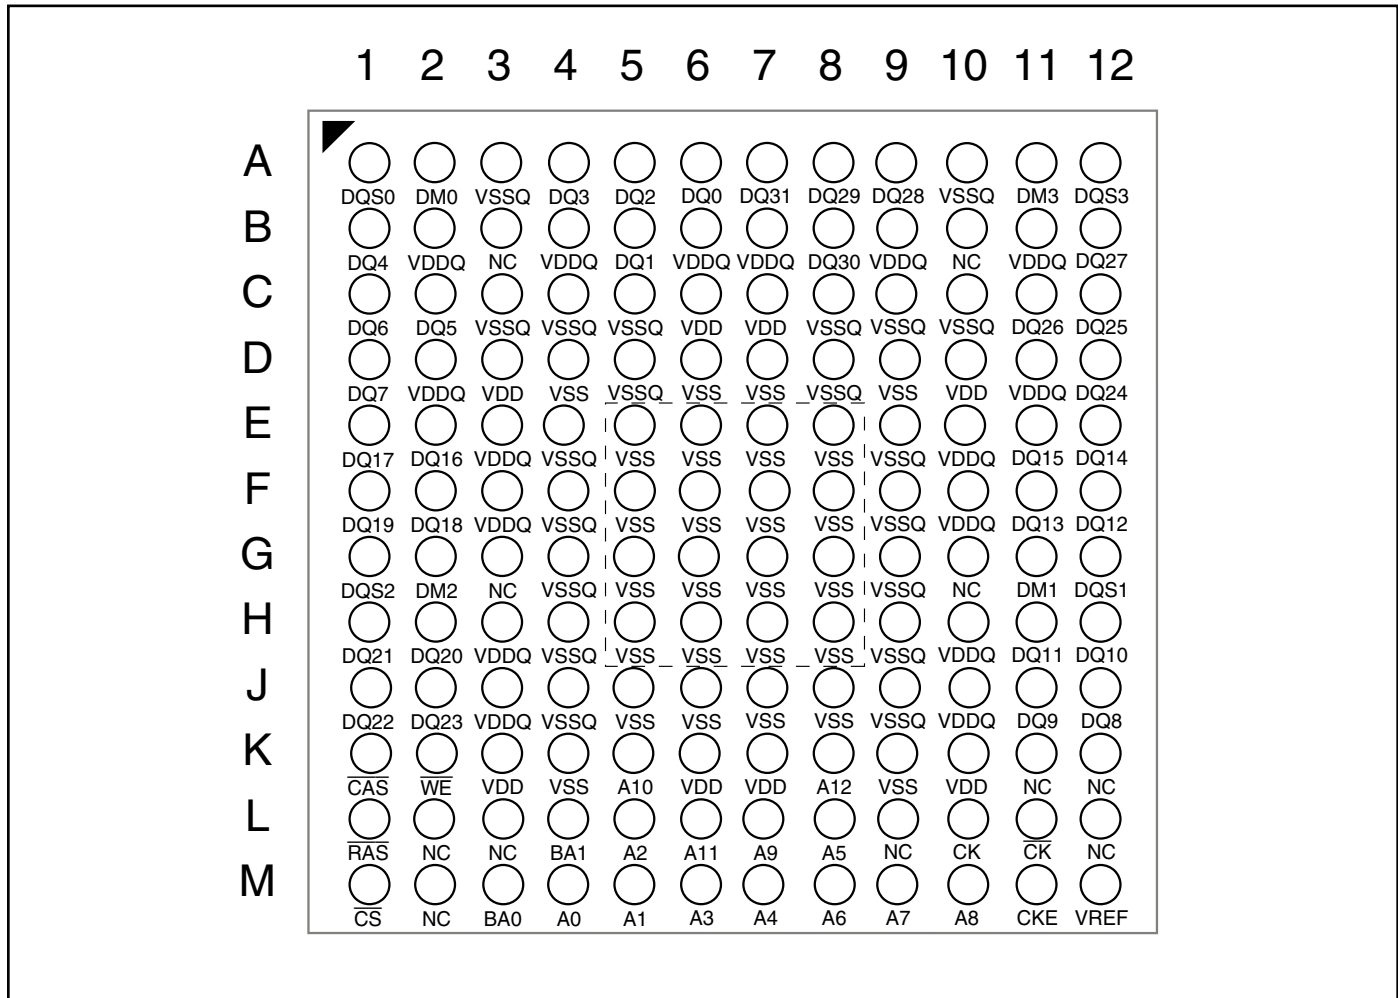 1 2 3 4 5 6 7 8 9 10 11 12
A
DQS0 DM0 VSSQ DQ3 DQ2 DQ0 DQ31 DQ29 DQ28 VSSQ DM3 DQS3
B
DQ4 VDDQ NC VDDQ DQ1 VDDQ VDDQ DQ30 VDDQ NC VDDQ DQ27
C
DQ6 DQ5 VSSQ VSSQ VSSQ VDD VDD VSSQ VSSQ VSSQ DQ26 DQ25
D
DQ7 VDDQ VDD VSS VSSQ VSS VSS VSSQ VSS VDD VDDQ DQ24
E
DQ17 DQ16 VDDQ VSSQ VSS VSS VSS VSS VSSQ VDDQ DQ15 DQ14
F
DQ19 DQ18 VDDQ VSSQ VSS VSS VSS VSS VSSQ VDDQ DQ13 DQ12
G
DQS2 DM2 NC VSSQ VSS VSS VSS VSS VSSQ NC DM1 DQS1
H
DQ21 DQ20 VDDQ VSSQ VSS VSS VSS VSS VSSQ VDDQ DQ11 DQ10
J
DQ22 DQ23 VDDQ VSSQ VSS VSS VSS VSS VSSQ VDDQ DQ9 DQ8
K
C̅A̅S̅ W̅E̅ VDD VSS A10 VDD VDD A12 VSS VDD NC NC
L
R̅A̅S̅ NC NC BA1 A2 A11 A9 A5 NC CK C̅K̅ NC
M
C̅S̅ NC BA0 A0 A1 A3 A4 A6 A7 A8 CKE VREF